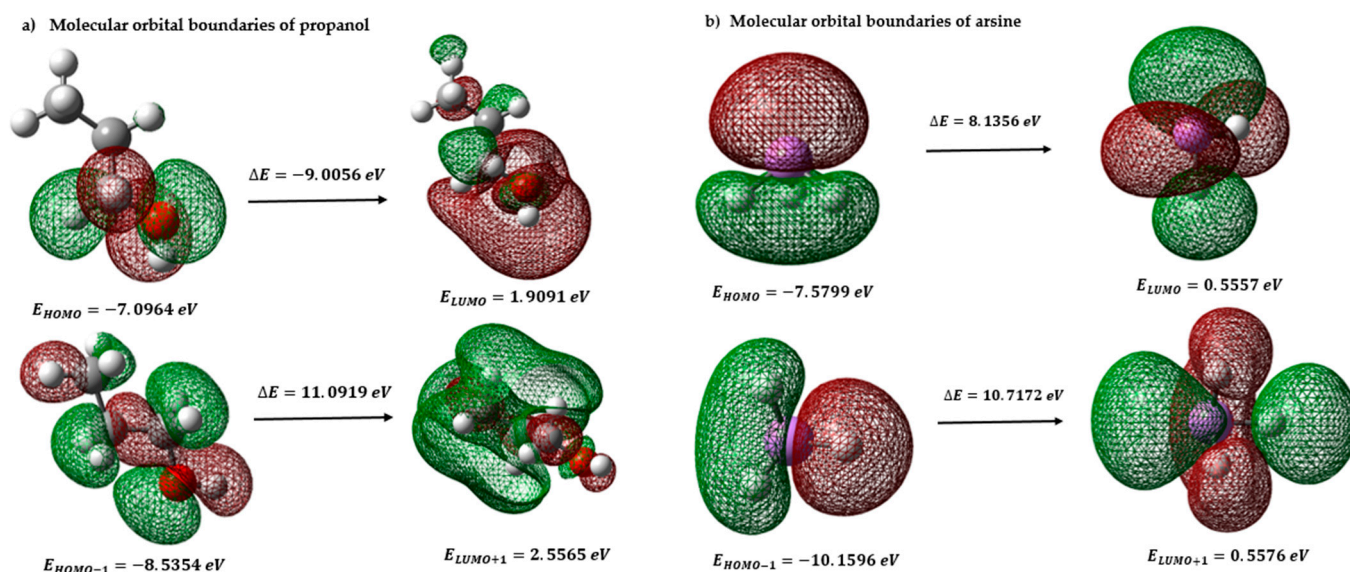 a) Molecular orbital boundaries of propanol
ΔE = −9.0056 eV
E_HOMO = −7.0964 eV
E_LUMO = 1.9091 eV
ΔE = 11.0919 eV
E_HOMO−1 = −8.5354 eV
E_LUMO+1 = 2.5565 eV
b) Molecular orbital boundaries of arsine
ΔE = 8.1356 eV
E_HOMO = −7.5799 eV
E_LUMO = 0.5557 eV
ΔE = 10.7172 eV
E_HOMO−1 = −10.1596 eV
E_LUMO+1 = 0.5576 eV